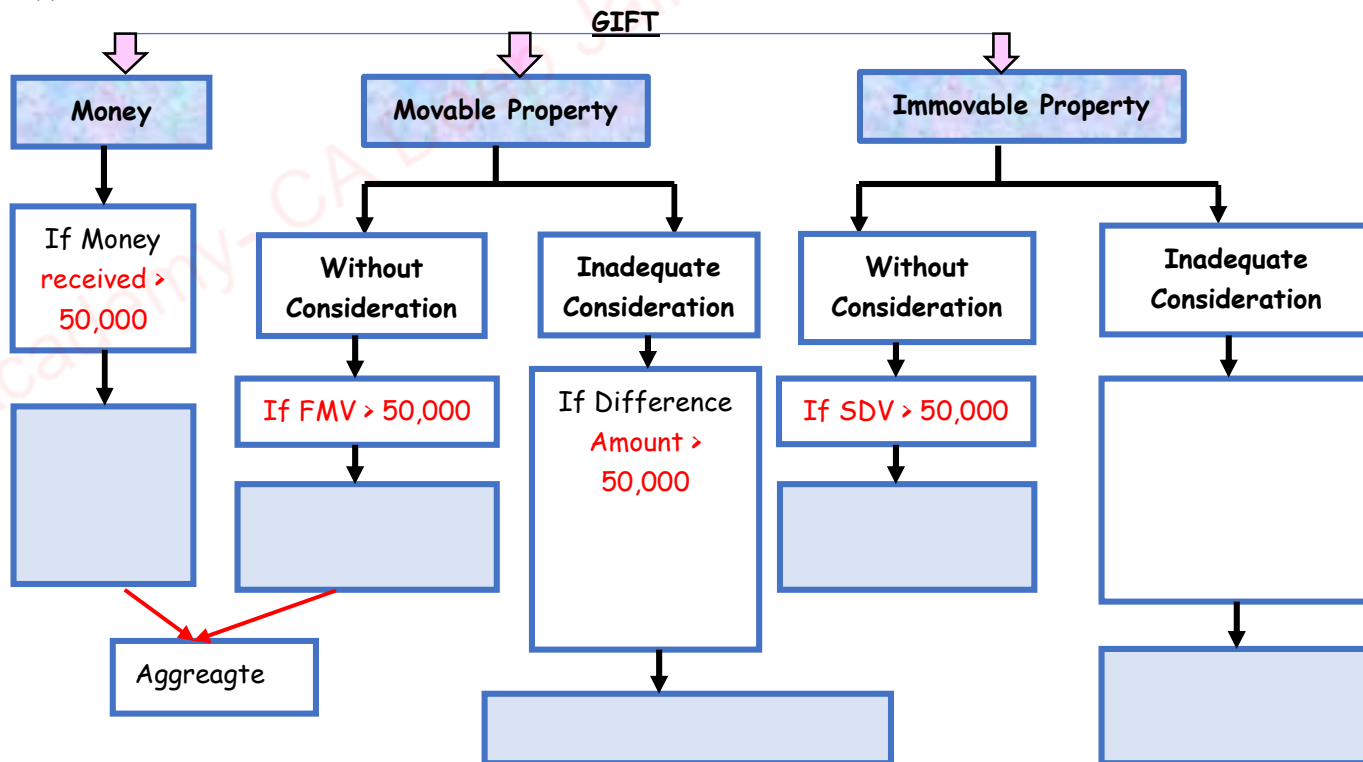 GIFT
Money
Movable Property
Immovable Property
If Money
received >
50,000
Without
Consideration
Inadequate
Consideration
Without
Consideration
Inadequate
Consideration
If FMV > 50,000
If Difference
Amount >
50,000
If SDV > 50,000
Aggreagte